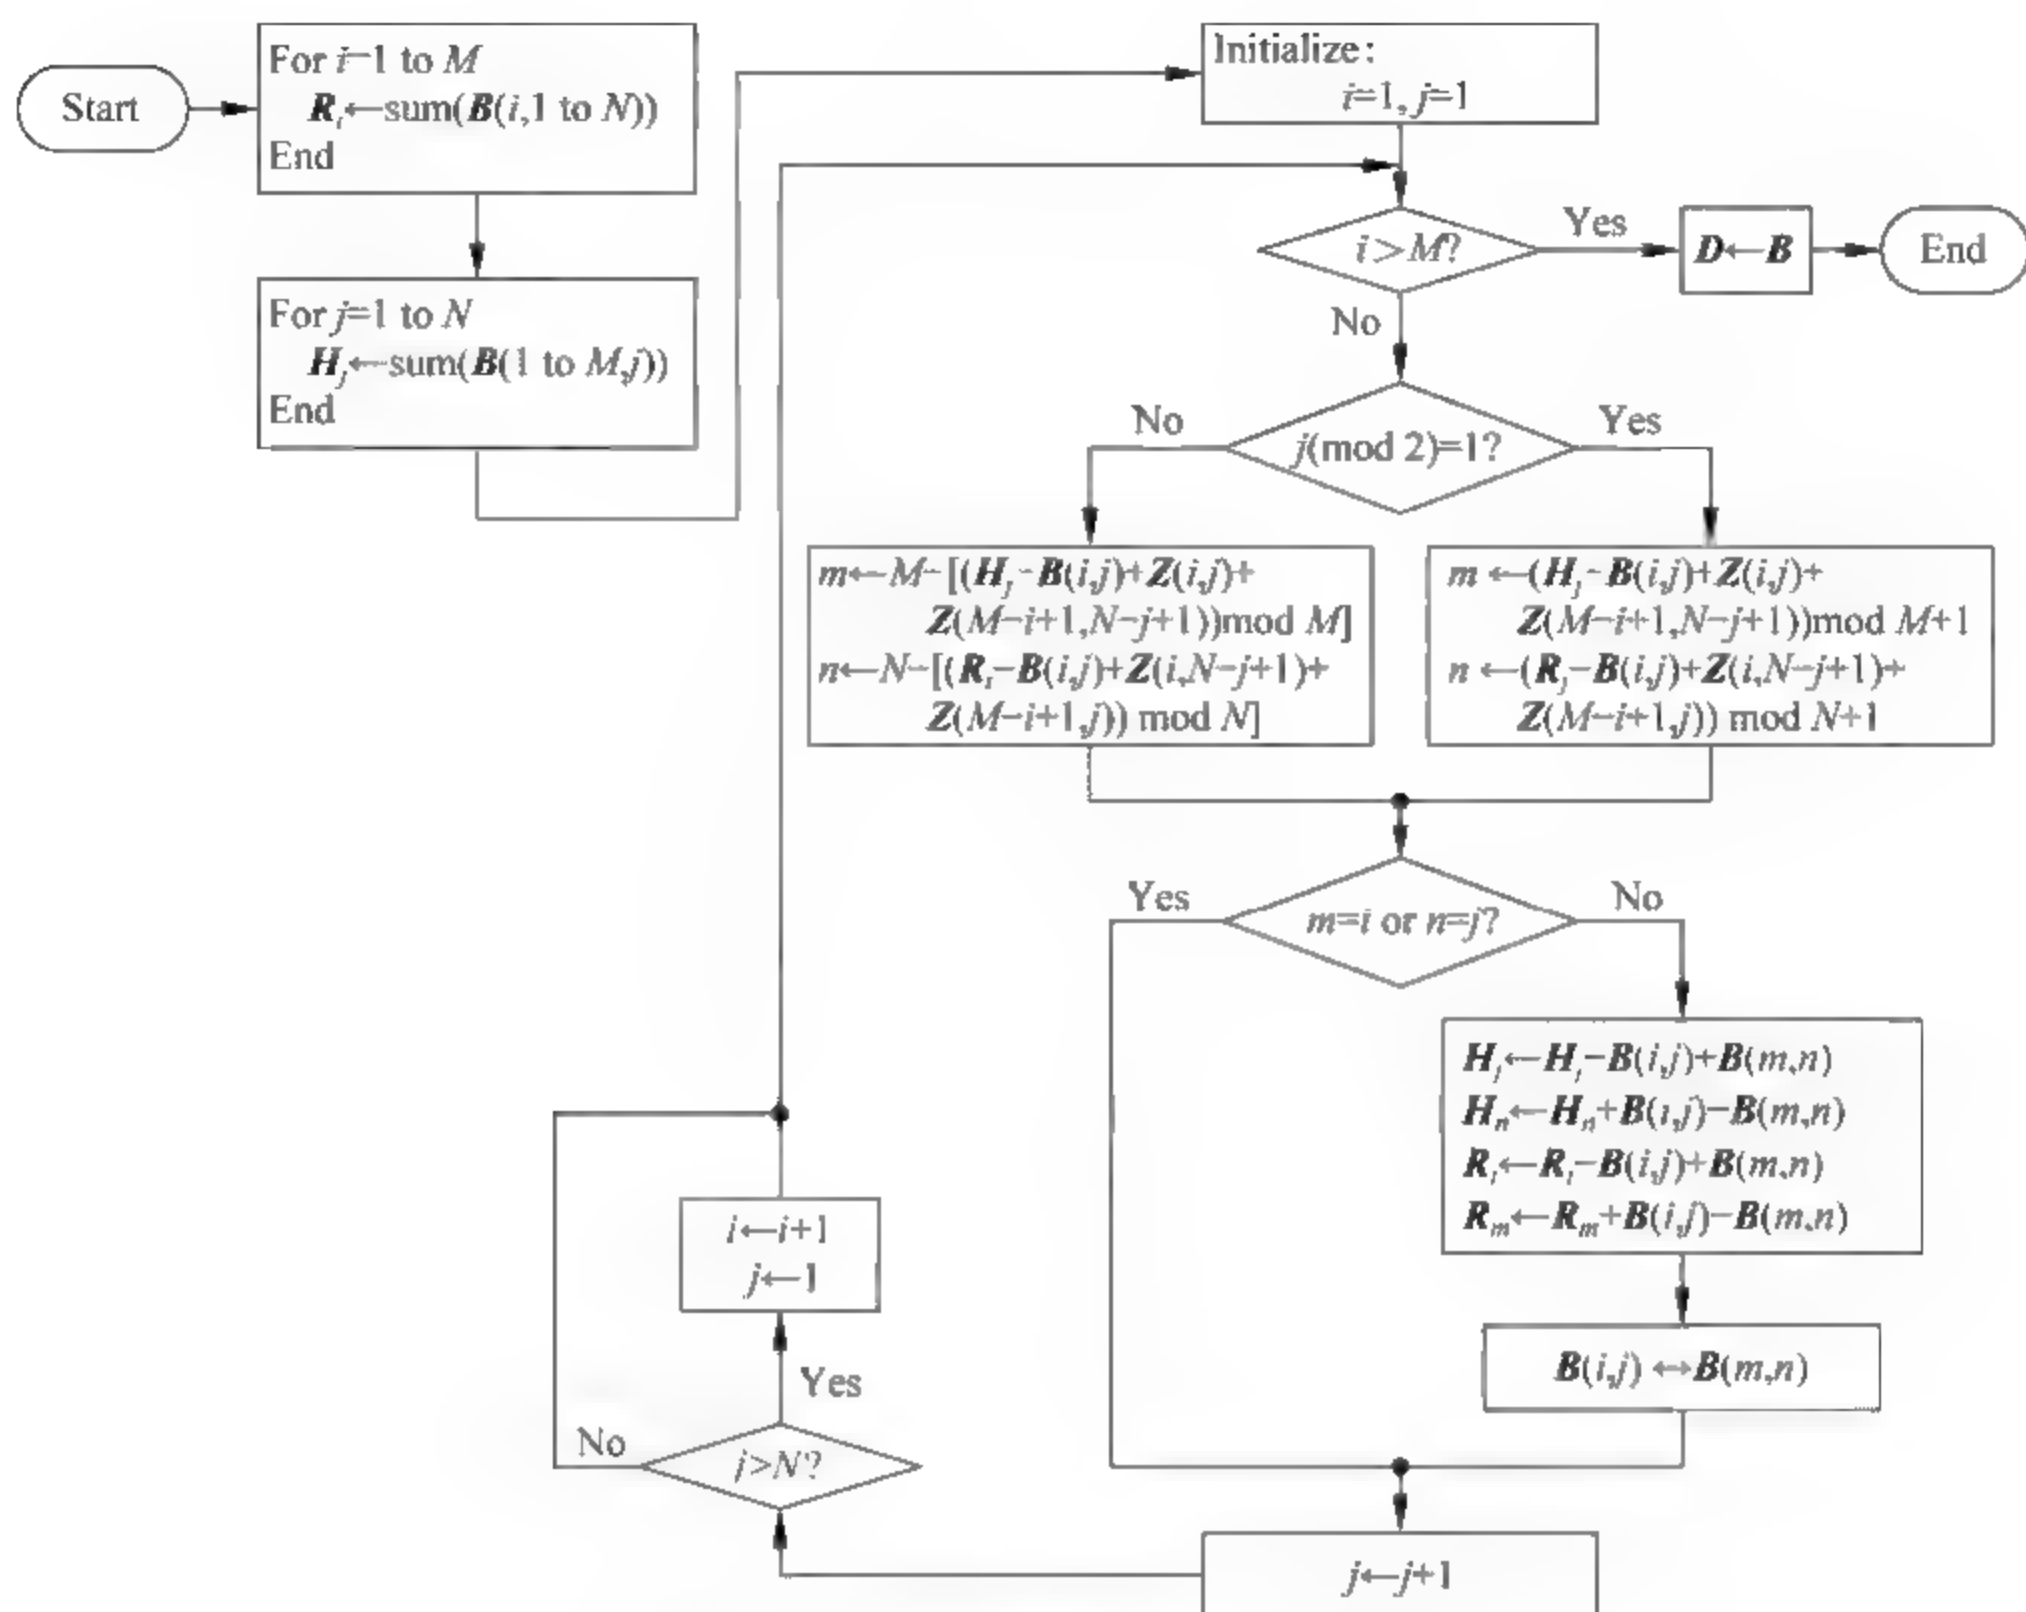 Start
For i=1 to M
R_i←sum(B(i,1 to N))
End
For j=1 to N
H_j←sum(B(1 to M,j))
End
Initialize:
i=1, j=1
i>M?
Yes
D←B
End
No
j(mod 2)=1?
No
Yes
m←M-[(H_j-B(i,j)+Z(i,j)+
Z(M-i+1,N-j+1))mod M]
n←N-[(R_i-B(i,j)+Z(i,N-j+1)+
Z(M-i+1,j)) mod N]
m ←(H_j-B(i,j)+Z(i,j)+
Z(M-i+1,N-j+1))mod M+1
n ←(R_i-B(i,j)+Z(i,N-j+1)+
Z(M-i+1,j)) mod N+1
m=i or n=j?
Yes
No
H_j←H_j-B(i,j)+B(m,n)
H_n←H_n+B(i,j)-B(m,n)
R_i←R_i-B(i,j)+B(m,n)
R_m←R_m+B(i,j)-B(m,n)
B(i,j) ↔B(m,n)
j←j+1
j>N?
No
Yes
i←i+1
j←1